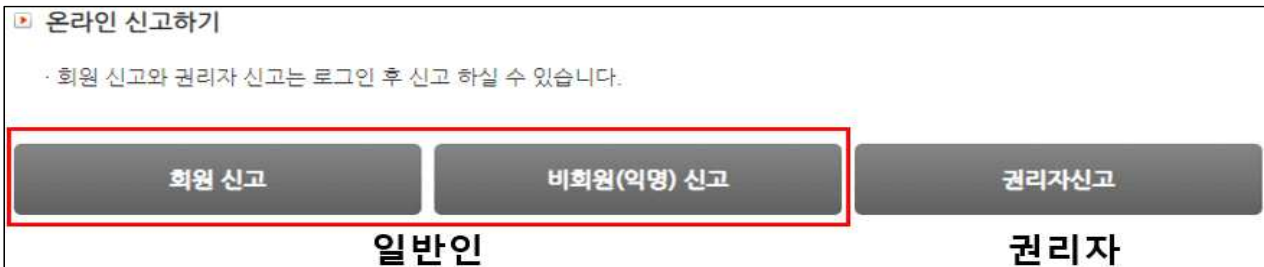 온라인 신고하기
· 회원 신고와 권리자 신고는 로그인 후 신고 하실 수 있습니다.
회원 신고 비회원(익명) 신고 권리자신고
일반인 권리자